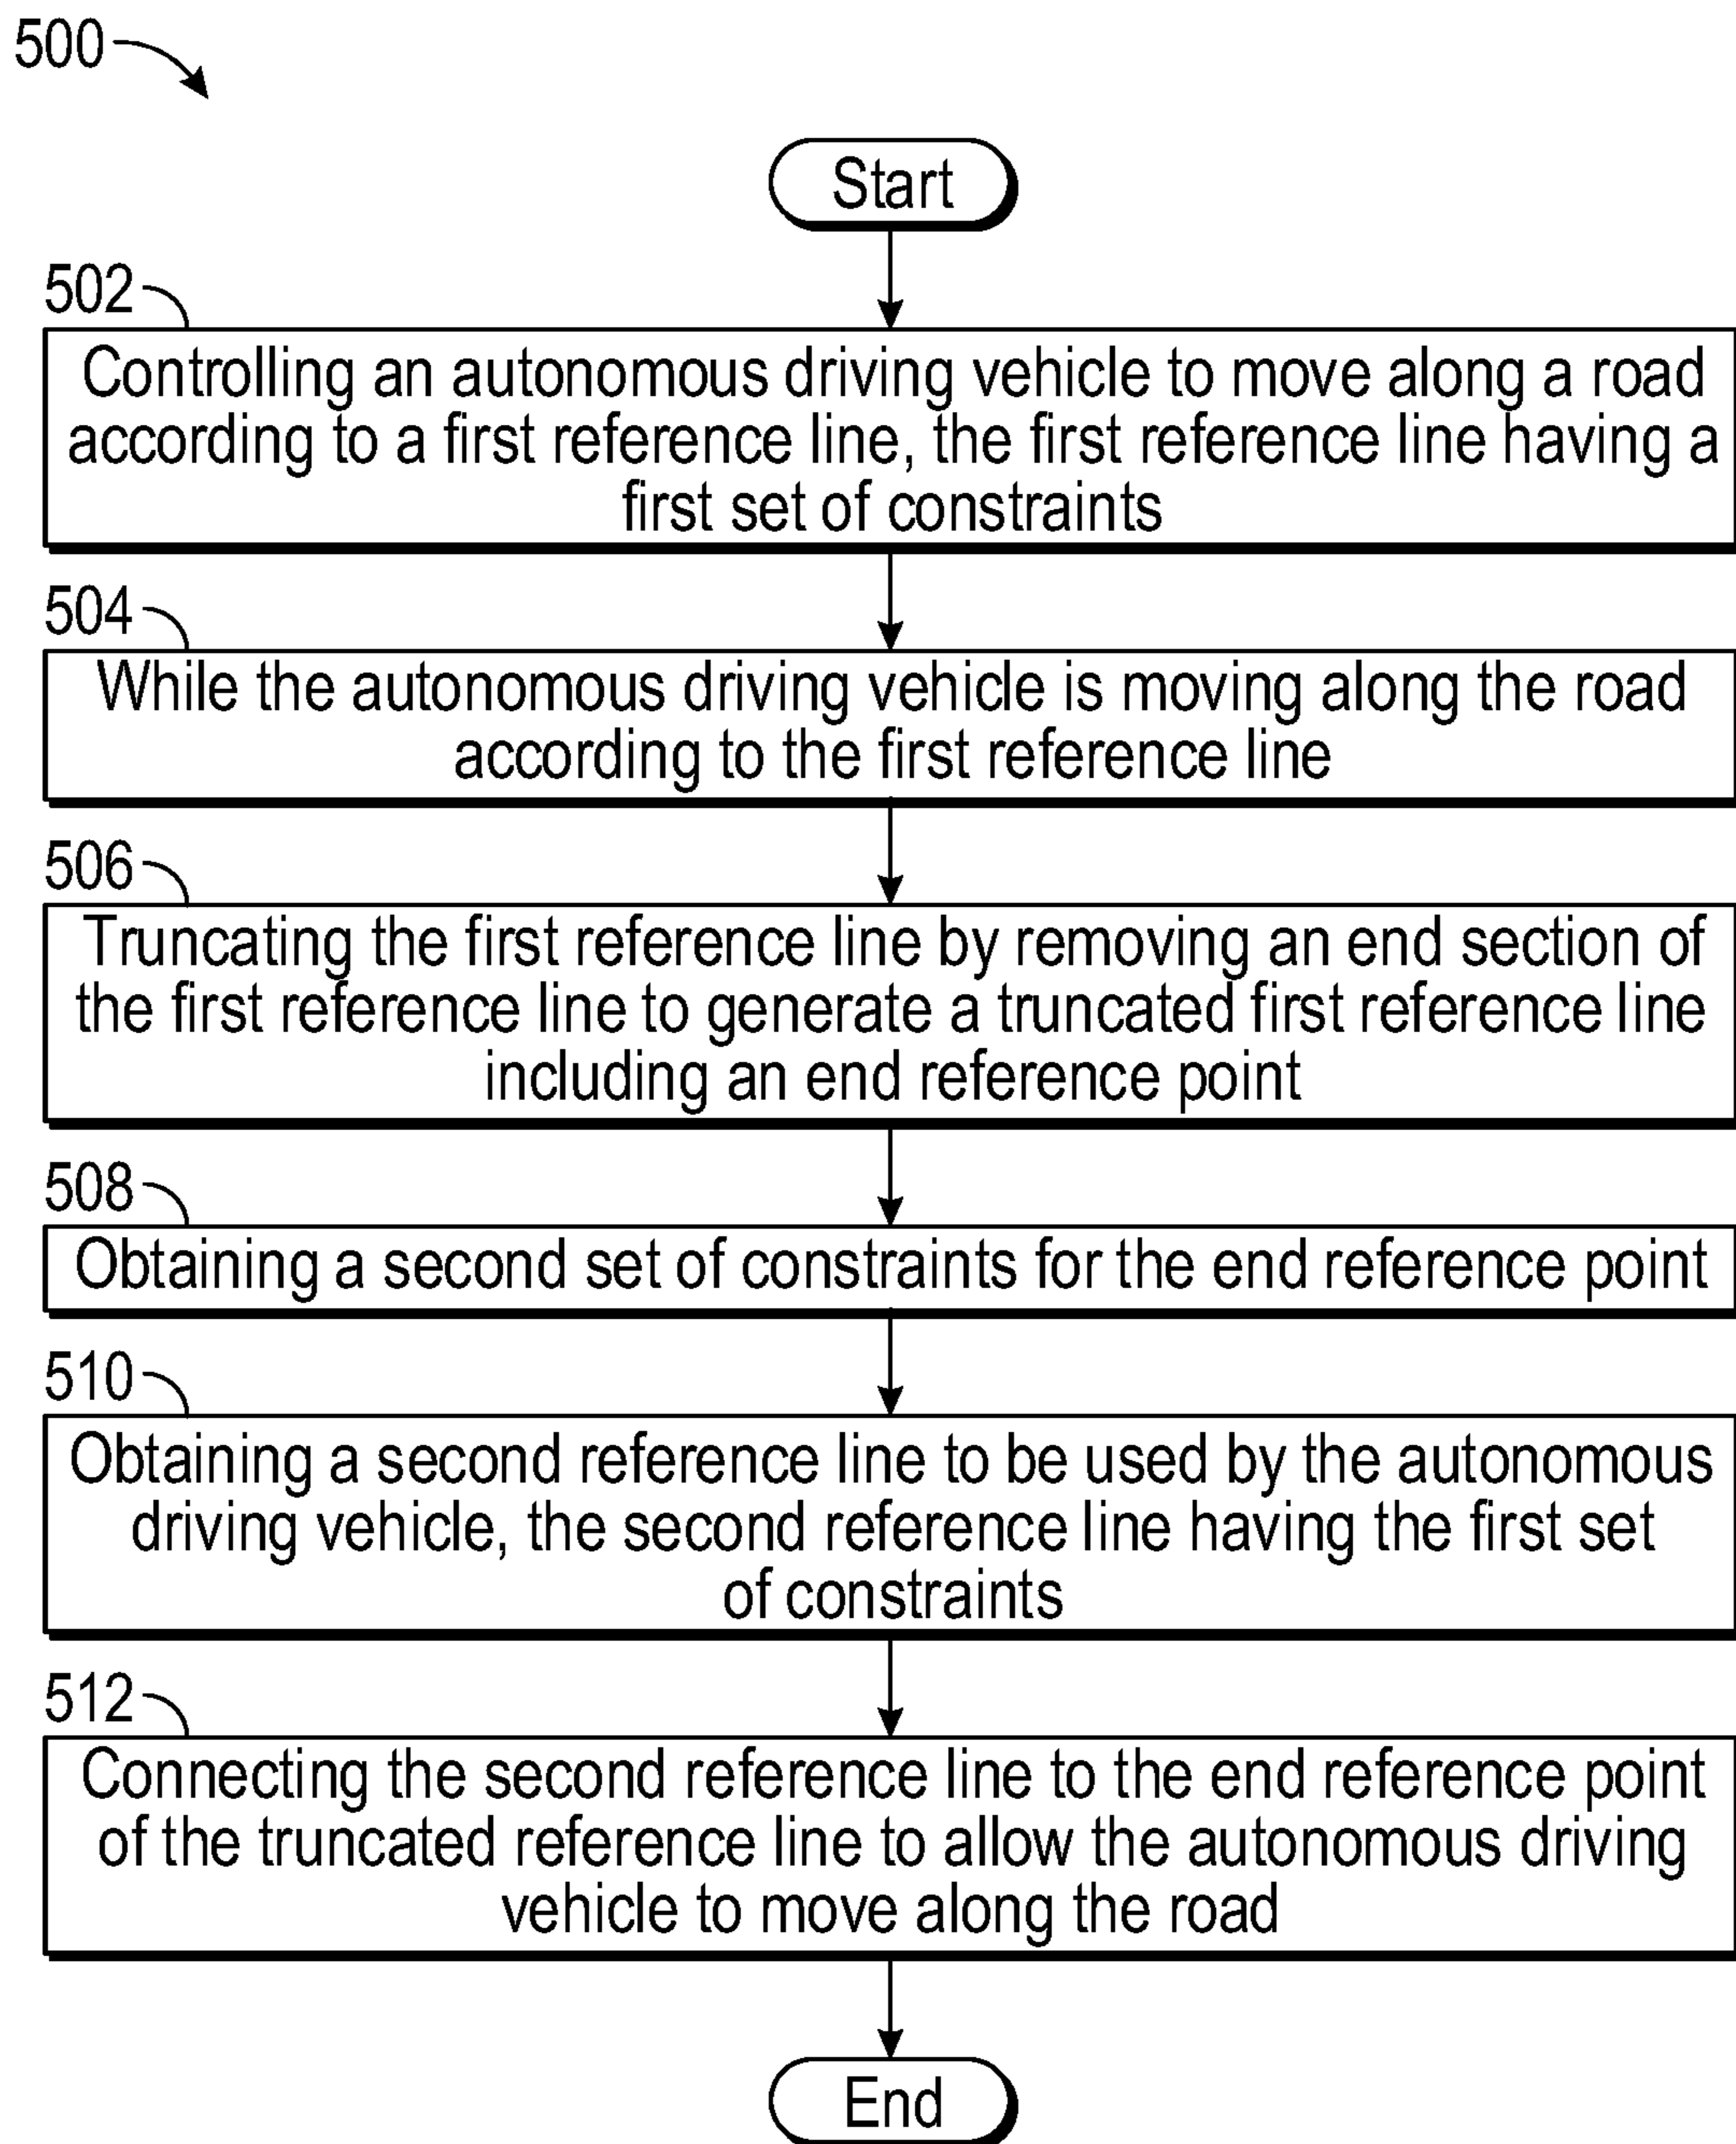 500
Start
502
Controlling an autonomous driving vehicle to move along a road
according to a first reference line, the first reference line having a
first set of constraints
504
While the autonomous driving vehicle is moving along the road
according to the first reference line
506
Truncating the first reference line by removing an end section of
the first reference line to generate a truncated first reference line
including an end reference point
508
Obtaining a second set of constraints for the end reference point
510
Obtaining a second reference line to be used by the autonomous
driving vehicle, the second reference line having the first set
of constraints
512
Connecting the second reference line to the end reference point
of the truncated reference line to allow the autonomous driving
vehicle to move along the road
End